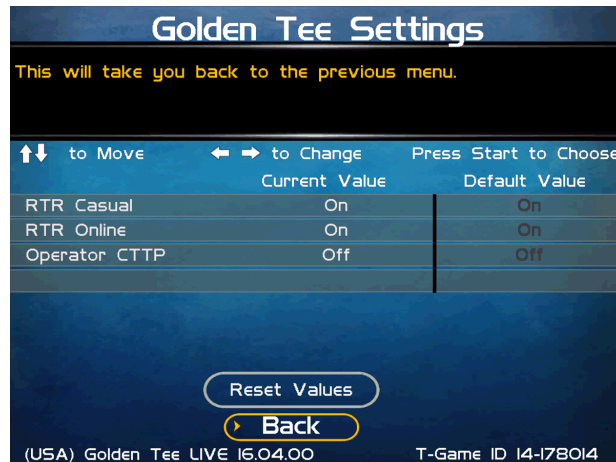 Golden Tee Settings
This will take you back to the previous menu.
to Move to Change Press Start to Choose
Current Value Default Value
RTR Casual On On
RTR Online On On
Operator CTTP Off Off
Reset Values
Back
(USA) Golden Tee LIVE 16.04.00 T-Game ID 14-178014